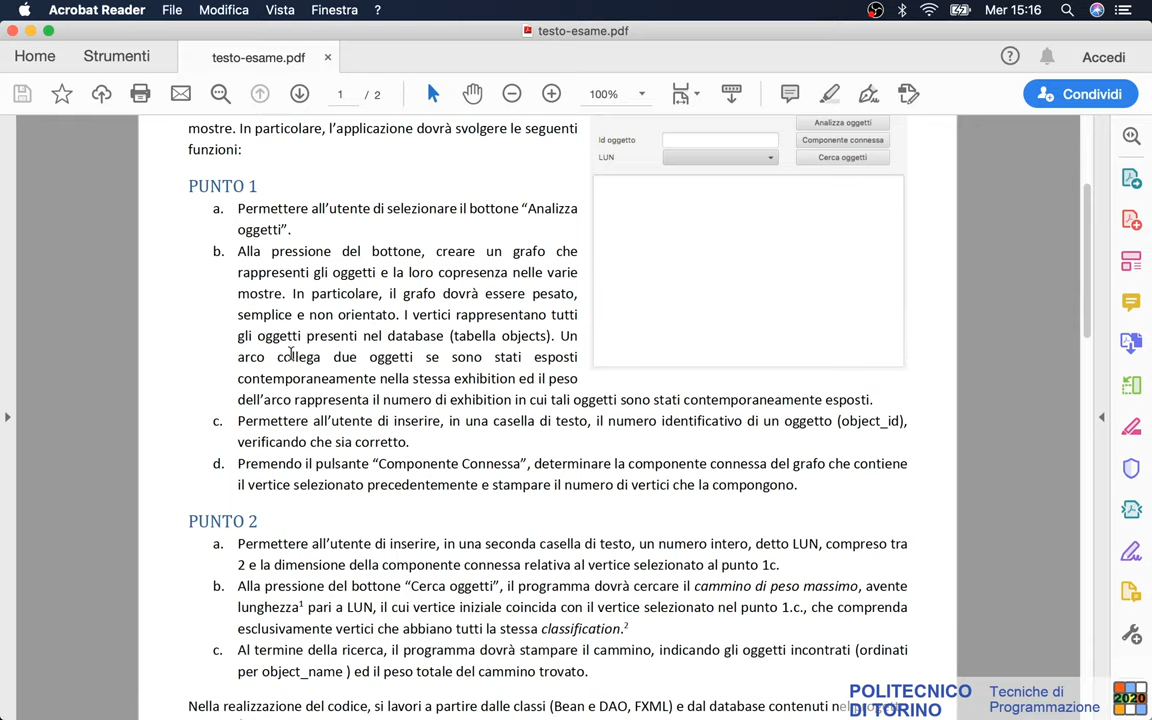 Acrobat Reader File Modifica Vista Finestra ? Mer 15:16
testo-esame.pdf
Home Strumenti testo-esame.pdf × Accedi
1 / 2 100% Condividi
mostre. In particolare, l'applicazione dovrà svolgere le seguenti
funzioni:
Analizza oggetti
Id oggetto Componente connessa
LUN Cerca oggetti
PUNTO 1
a. Permettere all'utente di selezionare il bottone "Analizza
oggetti".
b. Alla pressione del bottone, creare un grafo che
rappresenti gli oggetti e la loro copresenza nelle varie
mostre. In particolare, il grafo dovrà essere pesato,
semplice e non orientato. I vertici rappresentano tutti
gli oggetti presenti nel database (tabella objects). Un
arco collega due oggetti se sono stati esposti
contemporaneamente nella stessa exhibition ed il peso
dell'arco rappresenta il numero di exhibition in cui tali oggetti sono stati contemporaneamente esposti.
c. Permettere all'utente di inserire, in una casella di testo, il numero identificativo di un oggetto (object_id),
verificando che sia corretto.
d. Premendo il pulsante "Componente Connessa", determinare la componente connessa del grafo che contiene
il vertice selezionato precedentemente e stampare il numero di vertici che la compongono.
PUNTO 2
a. Permettere all'utente di inserire, in una seconda casella di testo, un numero intero, detto LUN, compreso tra
2 e la dimensione della componente connessa relativa al vertice selezionato al punto 1c.
b. Alla pressione del bottone "Cerca oggetti", il programma dovrà cercare il cammino di peso massimo, avente
lunghezza¹ pari a LUN, il cui vertice iniziale coincida con il vertice selezionato nel punto 1.c., che comprenda
esclusivamente vertici che abbiano tutti la stessa classification.²
c. Al termine della ricerca, il programma dovrà stampare il cammino, indicando gli oggetti incontrati (ordinati
per object_name ) ed il peso totale del cammino trovato.
Nella realizzazione del codice, si lavori a partire dalle classi (Bean e DAO, FXML) e dal database contenuti nel
POLITECNICO
DI TORINO
Tecniche di
Programmazione
2020